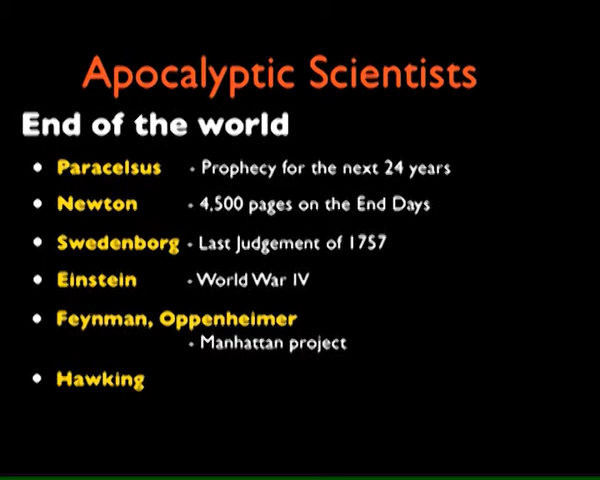 Apocalyptic Scientists
End of the world
• Paracelsus - Prophecy for the next 24 years
• Newton - 4,500 pages on the End Days
• Swedenborg - Last Judgement of 1757
• Einstein - World War IV
• Feynman, Oppenheimer
- Manhattan project
• Hawking